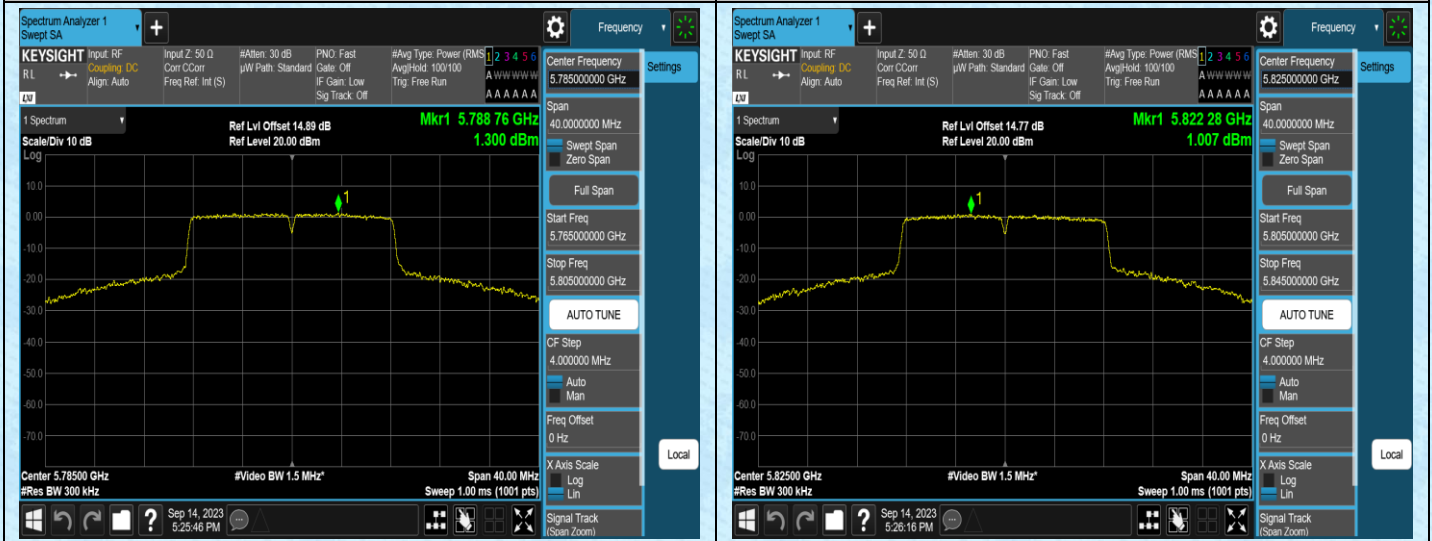 Spectrum Analyzer 1
Swept SA
+
Frequency
KEYSIGHT
RL
LXI
Input: RF
Coupling: DC
Align: Auto
Input Z: 50 Ω
Corr CCorr
Freq Ref: Int (S)
#Atten: 30 dB
µW Path: Standard
PNO: Fast
Gate: Off
IF Gain: Low
Sig Track: Off
#Avg Type: Power (RMS
Avg|Hold: 100/100
Trig: Free Run
1 2 3 4 5 6
A W W W W W
A A A A A A
Center Frequency
5.785000000 GHz
Settings
Span
40.0000000 MHz
Swept Span
Zero Span
Full Span
Start Freq
5.765000000 GHz
Stop Freq
5.805000000 GHz
AUTO TUNE
CF Step
4.000000 MHz
Auto
Man
Freq Offset
0 Hz
X Axis Scale
Log
Lin
Signal Track
(Span Zoom)
Local
1 Spectrum
Scale/Div 10 dB
Log
Ref Lvl Offset 14.89 dB
Ref Level 20.00 dBm
Mkr1 5.788 76 GHz
1.300 dBm
1
10.0
0.00
-10.0
-20.0
-30.0
-40.0
-50.0
-60.0
-70.0
Center 5.78500 GHz
#Res BW 300 kHz
#Video BW 1.5 MHz*
Span 40.00 MHz
Sweep 1.00 ms (1001 pts)
?
Sep 14, 2023
5:25:46 PM
Spectrum Analyzer 1
Swept SA
+
Frequency
KEYSIGHT
RL
LXI
Input: RF
Coupling: DC
Align: Auto
Input Z: 50 Ω
Corr CCorr
Freq Ref: Int (S)
#Atten: 30 dB
µW Path: Standard
PNO: Fast
Gate: Off
IF Gain: Low
Sig Track: Off
#Avg Type: Power (RMS
Avg|Hold: 100/100
Trig: Free Run
1 2 3 4 5 6
A W W W W W
A A A A A A
Center Frequency
5.825000000 GHz
Settings
Span
40.0000000 MHz
Swept Span
Zero Span
Full Span
Start Freq
5.805000000 GHz
Stop Freq
5.845000000 GHz
AUTO TUNE
CF Step
4.000000 MHz
Auto
Man
Freq Offset
0 Hz
X Axis Scale
Log
Lin
Signal Track
(Span Zoom)
Local
1 Spectrum
Scale/Div 10 dB
Log
Ref Lvl Offset 14.77 dB
Ref Level 20.00 dBm
Mkr1 5.822 28 GHz
1.007 dBm
1
10.0
0.00
-10.0
-20.0
-30.0
-40.0
-50.0
-60.0
-70.0
Center 5.82500 GHz
#Res BW 300 kHz
#Video BW 1.5 MHz*
Span 40.00 MHz
Sweep 1.00 ms (1001 pts)
?
Sep 14, 2023
5:26:16 PM